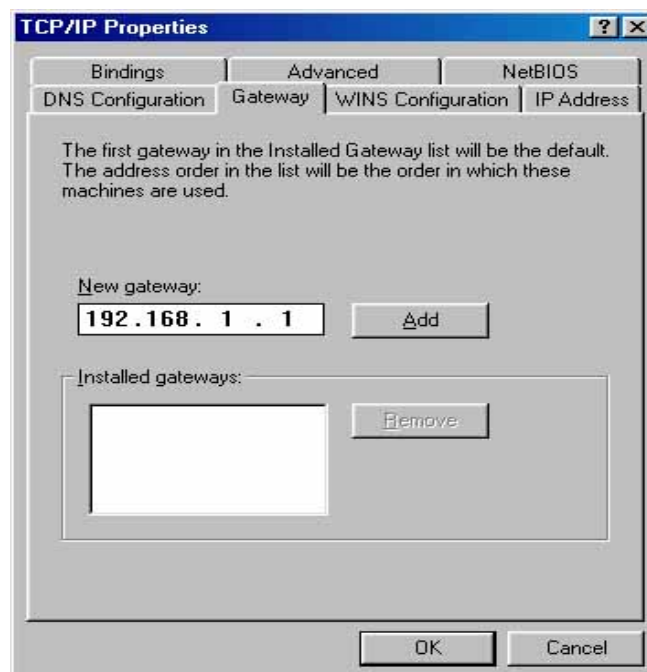 TCP/IP Properties
Bindings
Advanced
NetBIOS
DNS Configuration
Gateway
WINS Configuration
IP Address
The first gateway in the Installed Gateway list will be the default.
The address order in the list will be the order in which these
machines are used.
New gateway:
192.168. 1 . 1
Add
Installed gateways:
Remove
OK
Cancel